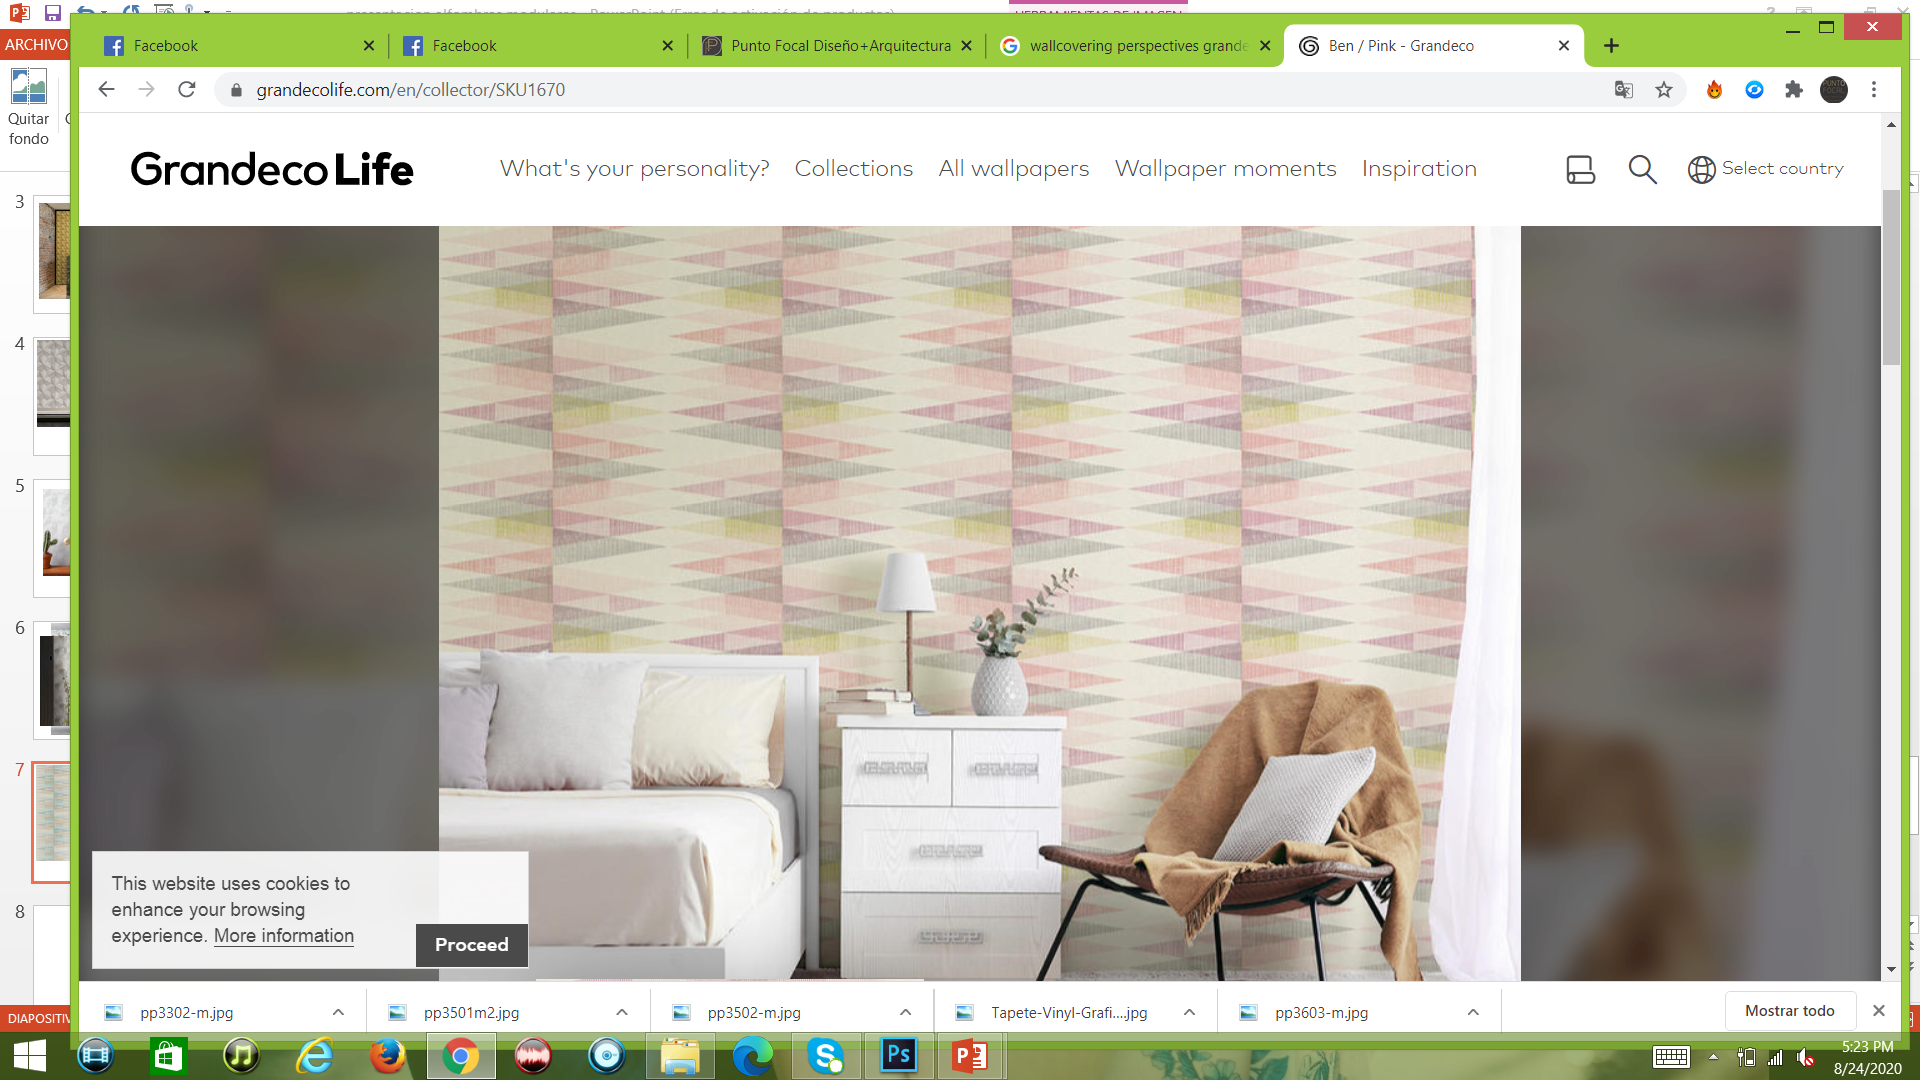 ARCHIVO
Quitar
fondo
3
4
5
6
7
8
Facebook
Facebook
Punto Focal Diseño+Arquitectura
wallcovering perspectives grande
Ben / Pink - Grandeco
grandecolife.com/en/collector/SKU1670
Grandeco Life
What's your personality?
Collections
All wallpapers
Wallpaper moments
Inspiration
Select country
This website uses cookies to
enhance your browsing
experience. More information
Proceed
pp3302-m.jpg
pp3501m2.jpg
pp3502-m.jpg
Tapete-Vinyl-Grafi....jpg
pp3603-m.jpg
Mostrar todo
DIAPOSITIV
5:23 PM
8/24/2020